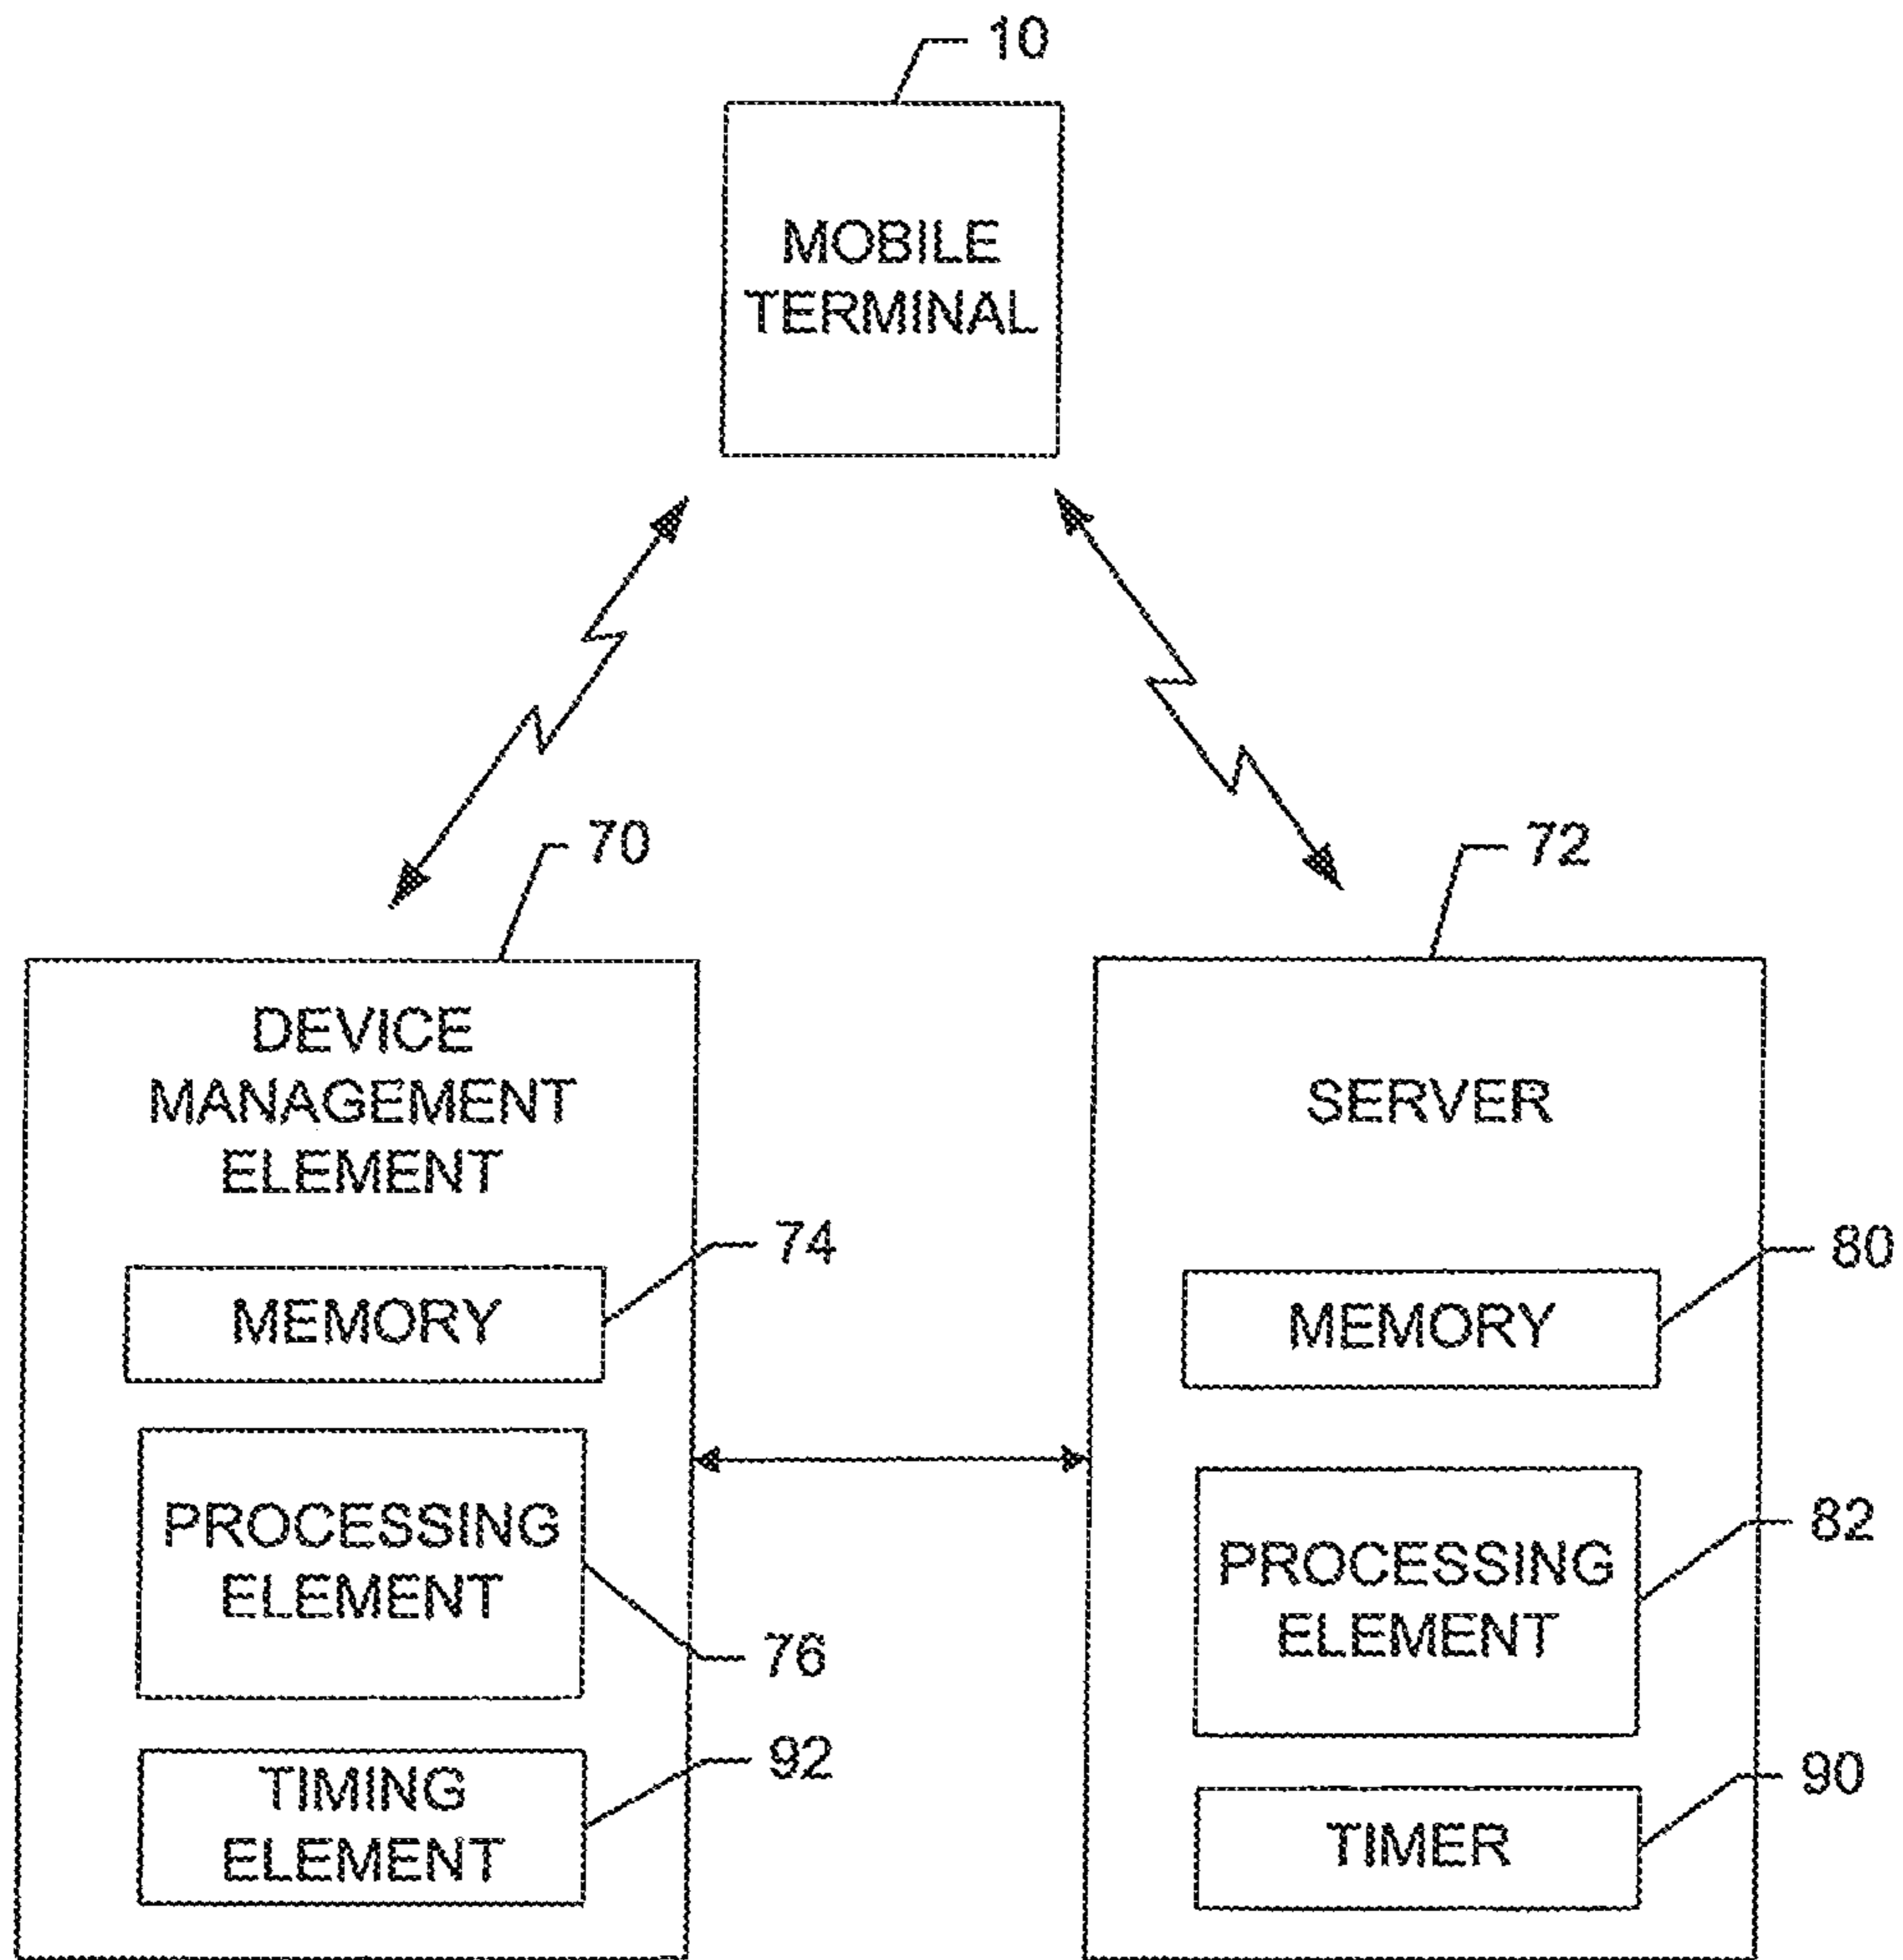 10
MOBILE
TERMINAL
70
72
DEVICE
MANAGEMENT
ELEMENT
74
MEMORY
PROCESSING
ELEMENT
76
92
TIMING
ELEMENT
SERVER
80
MEMORY
82
PROCESSING
ELEMENT
90
TIMER